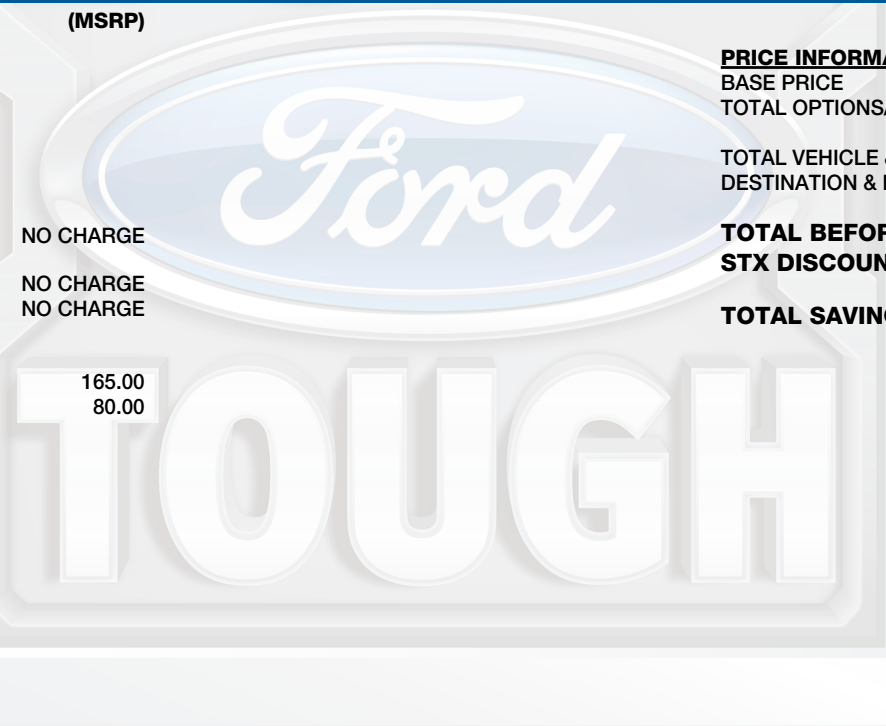 (MSRP)
NO CHARGE
NO CHARGE
NO CHARGE
165.00
80.00
PRICE INFORMA
BASE PRICE
TOTAL OPTIONS
TOTAL VEHICLE &
DESTINATION &
TOTAL BEFOR
STX DISCOUN
TOTAL SAVIN
Ford
TOUGH